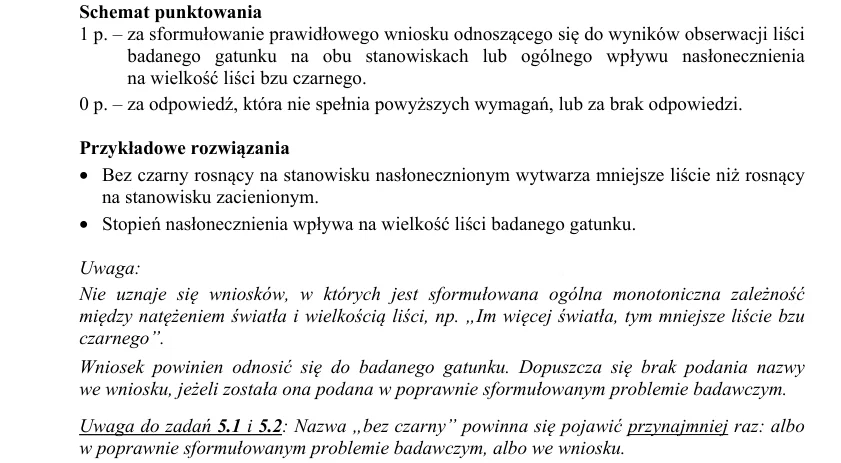 Schemat punktowania
1 p. – za sformułowanie prawidłowego wniosku odnoszącego się do wyników obserwacji liści
badanego gatunku na obu stanowiskach lub ogólnego wpływu nasłonecznienia
na wielkość liści bzu czarnego.
0 p. – za odpowiedź, która nie spełnia powyższych wymagań, lub za brak odpowiedzi.
Przykładowe rozwiązania
• Bez czarny rosnący na stanowisku nasłonecznionym wytwarza mniejsze liście niż rosnący
na stanowisku zacienionym.
• Stopień nasłonecznienia wpływa na wielkość liści badanego gatunku.
Uwaga:
Nie uznaje się wniosków, w których jest sformułowana ogólna monotoniczna zależność
między natężeniem światła i wielkością liści, np. „Im więcej światła, tym mniejsze liście bzu
czarnego”.
Wniosek powinien odnosić się do badanego gatunku. Dopuszcza się brak podania nazwy
we wniosku, jeżeli została ona podana w poprawnie sformułowanym problemie badawczym.
Uwaga do zadań 5.1 i 5.2: Nazwa „bez czarny” powinna się pojawić przynajmniej raz: albo
w poprawnie sformułowanym problemie badawczym, albo we wniosku.